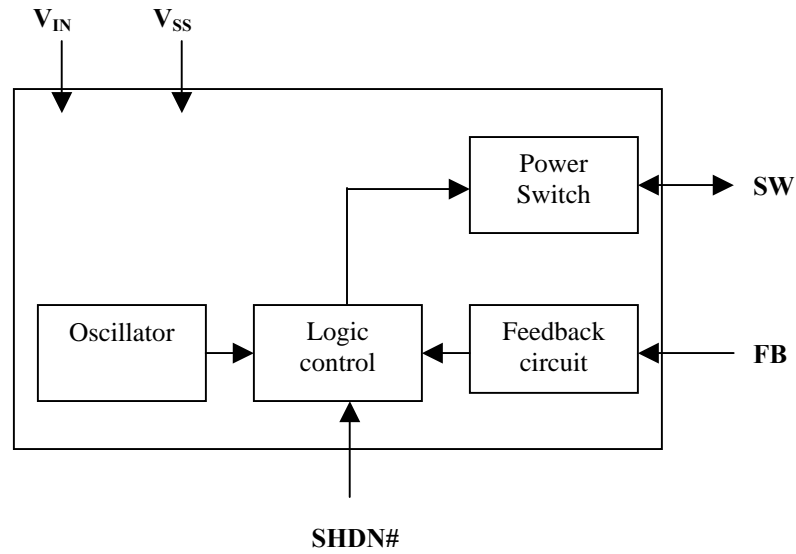 V_IN
V_SS
Power
Switch
SW
Oscillator
Logic
control
Feedback
circuit
FB
SHDN#